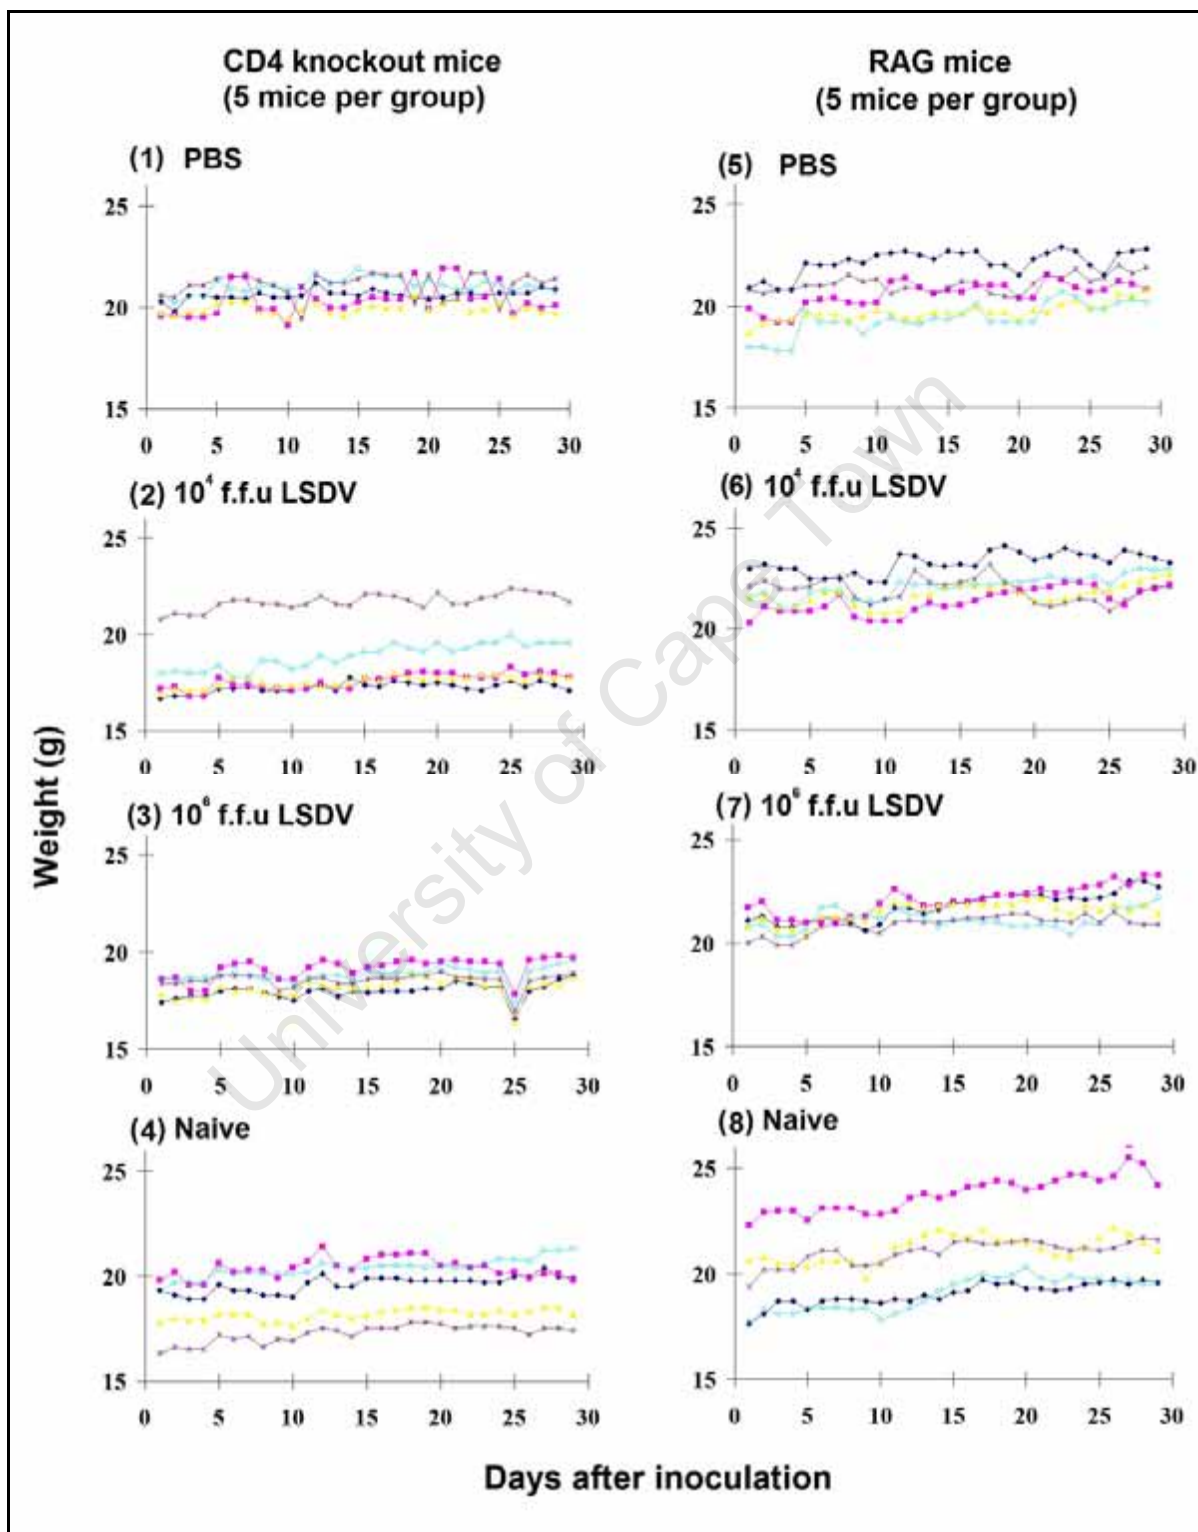 CD4 knockout mice
(5 mice per group)
RAG mice
(5 mice per group)
(1) PBS
25
20
15
0 5 10 15 20 25 30
(5) PBS
25
20
15
0 5 10 15 20 25 30
(2) 10⁴ f.f.u LSDV
25
20
15
0 5 10 15 20 25 30
(6) 10⁴ f.f.u LSDV
25
20
15
0 5 10 15 20 25 30
(3) 10⁶ f.f.u LSDV
25
20
15
0 5 10 15 20 25 30
(7) 10⁶ f.f.u LSDV
25
20
15
0 5 10 15 20 25 30
(4) Naive
25
20
15
0 5 10 15 20 25 30
(8) Naive
25
20
15
0 5 10 15 20 25 30
Weight (g)
Days after inoculation
University of Cape Town